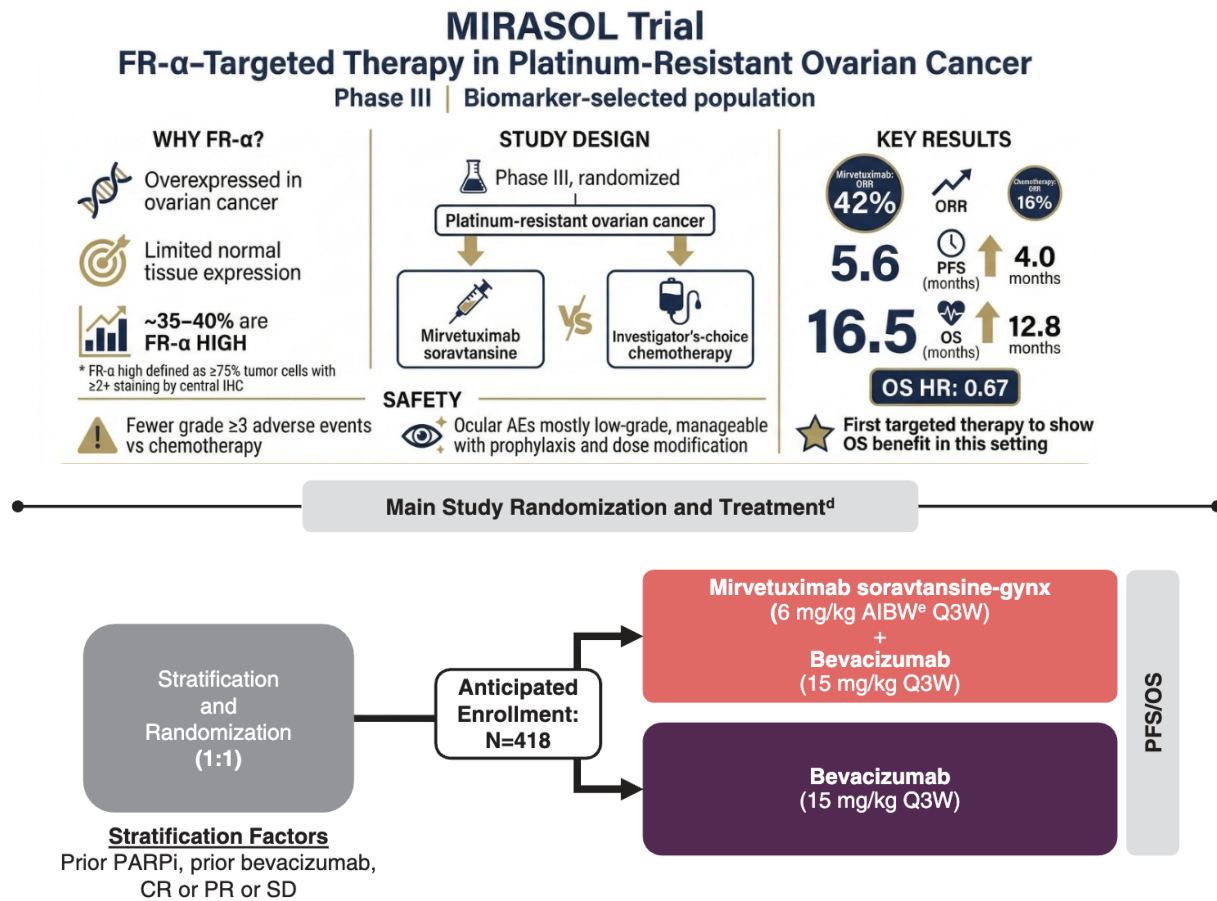 MIRASOL Trial
FR-α–Targeted Therapy in Platinum-Resistant Ovarian Cancer
Phase III | Biomarker-selected population
WHY FR-α?
Overexpressed in
ovarian cancer
Limited normal
tissue expression
~35–40% are
FR-α HIGH
* FR-α high defined as ≥75% tumor cells with
≥2+ staining by central IHC
STUDY DESIGN
Phase III, randomized
Platinum-resistant ovarian cancer
Mirvetuximab
soravtansine
VS
Investigator's-choice
chemotherapy
KEY RESULTS
Mirvetuximab:
ORR
42%
ORR
Chemotherapy:
ORR
16%
5.6
PFS
(months)
4.0
months
16.5
OS
(months)
12.8
months
OS HR: 0.67
SAFETY
Fewer grade ≥3 adverse events
vs chemotherapy
Ocular AEs mostly low-grade, manageable
with prophylaxis and dose modification
First targeted therapy to show
OS benefit in this setting
Main Study Randomization and Treatmentᵈ
Stratification
and
Randomization
(1:1)
Stratification Factors
Prior PARPi, prior bevacizumab,
CR or PR or SD
Anticipated
Enrollment:
N=418
Mirvetuximab soravtansine-gynx
(6 mg/kg AIBWᵉ Q3W)
+
Bevacizumab
(15 mg/kg Q3W)
Bevacizumab
(15 mg/kg Q3W)
PFS/OS